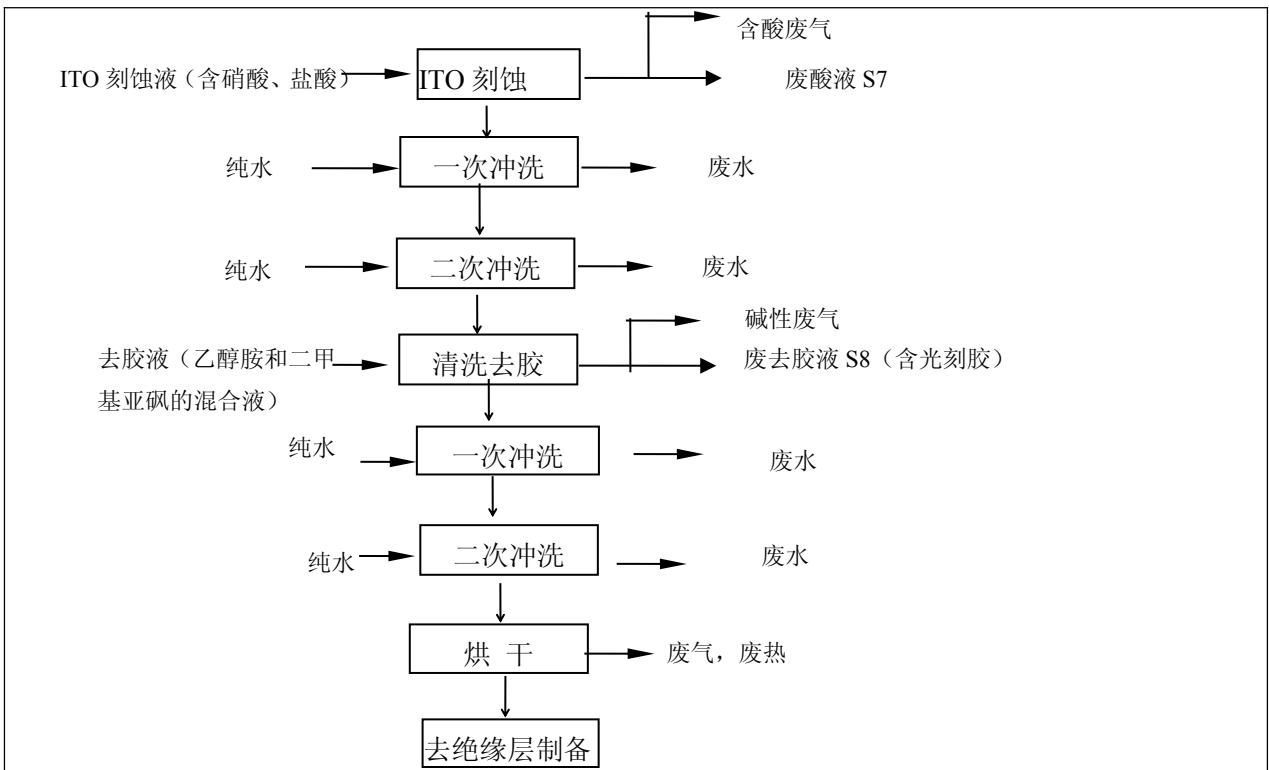 含酸废气
ITO 刻蚀液（含硝酸、盐酸）
ITO 刻蚀
废酸液 S7
纯水
一次冲洗
废水
纯水
二次冲洗
废水
碱性废气
去胶液（乙醇胺和二甲
基亚砜的混合液）
清洗去胶
废去胶液 S8（含光刻胶）
纯水
一次冲洗
废水
纯水
二次冲洗
废水
烘 干
废气，废热
去绝缘层制备